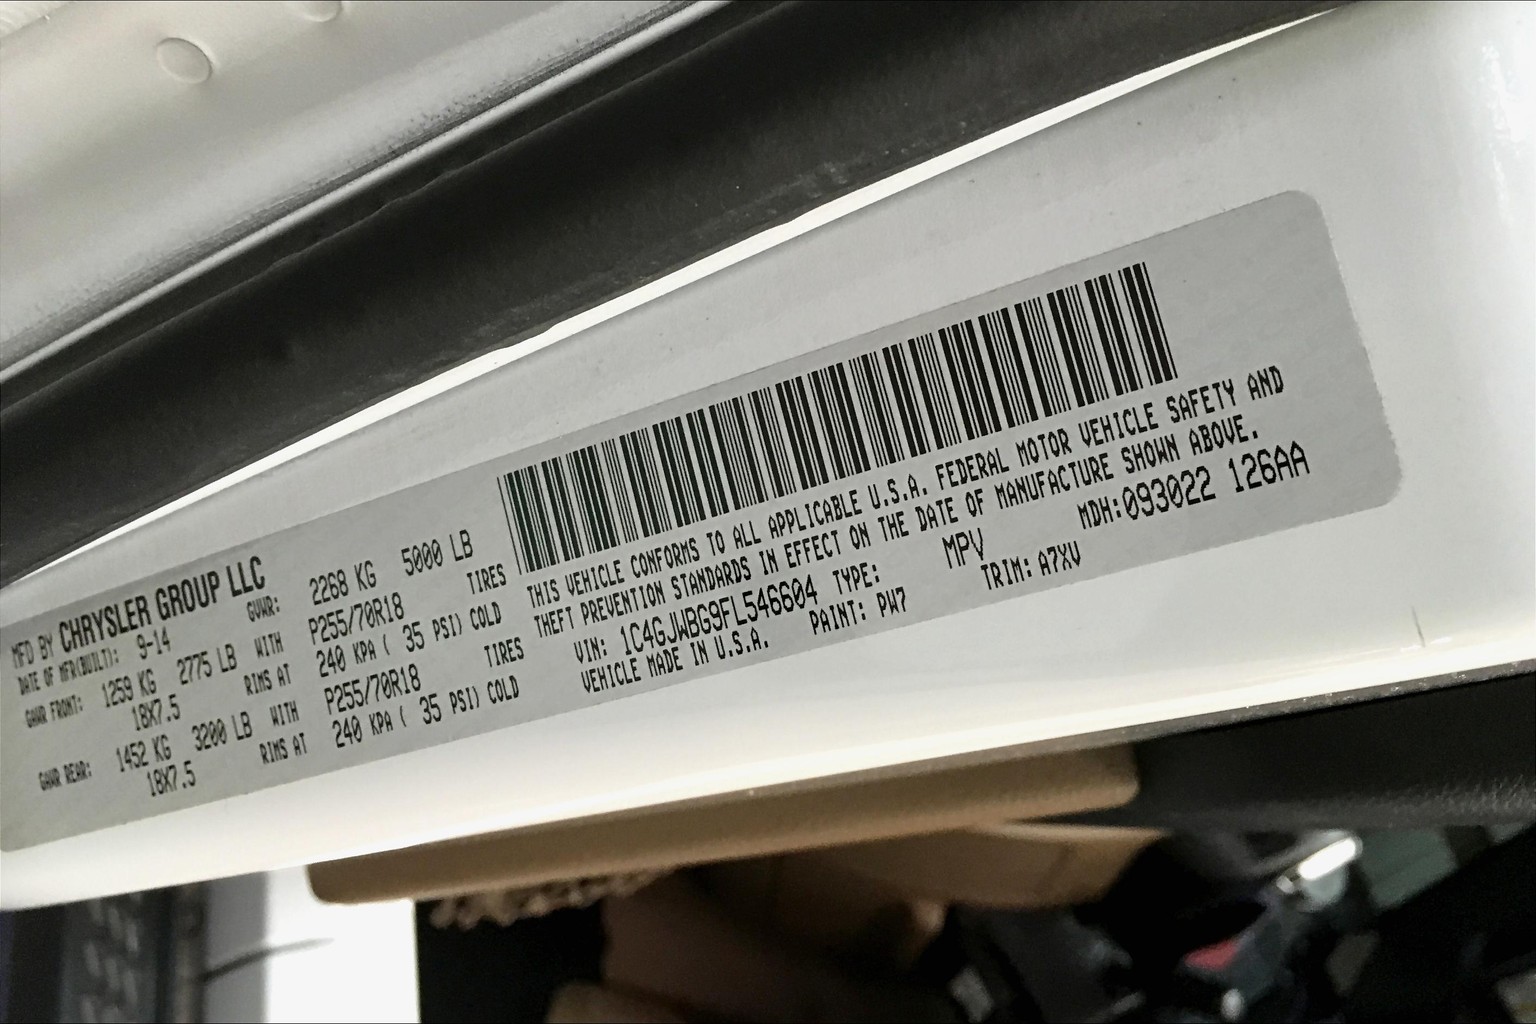 MFD BY CHRYSLER GROUP LLC
DATE OF MFR(BUILT): 9-14 GVWR: 2268 KG 5000 LB
GAWR FRONT: 1259 KG 2775 LB WITH P255/70R18 TIRES
18X7.5 RIMS AT 240 KPA ( 35 PSI) COLD
GAWR REAR: 1452 KG 3200 LB WITH P255/70R18 TIRES
18X7.5 RIMS AT 240 KPA ( 35 PSI) COLD
THIS VEHICLE CONFORMS TO ALL APPLICABLE U.S.A. FEDERAL MOTOR VEHICLE SAFETY AND
THEFT PREVENTION STANDARDS IN EFFECT ON THE DATE OF MANUFACTURE SHOWN ABOVE.
VIN: 1C4GJWBG9FL546604 TYPE: MPV MDH:093022 126AA
VEHICLE MADE IN U.S.A. PAINT: PW7 TRIM: A7XV